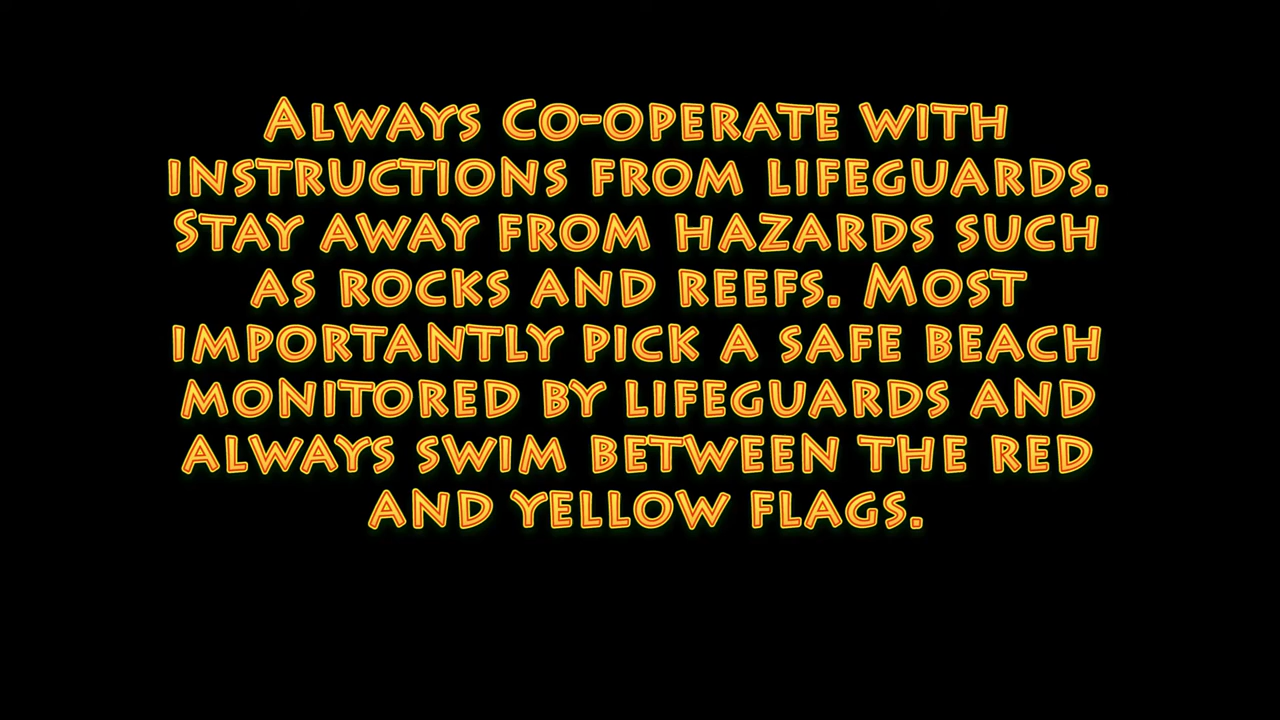 Always Co-operate with
instructions from lifeguards.
Stay away from hazards such
as rocks and reefs. Most
importantly pick a safe beach
monitored by lifeguards and
always swim between the red
and yellow flags.